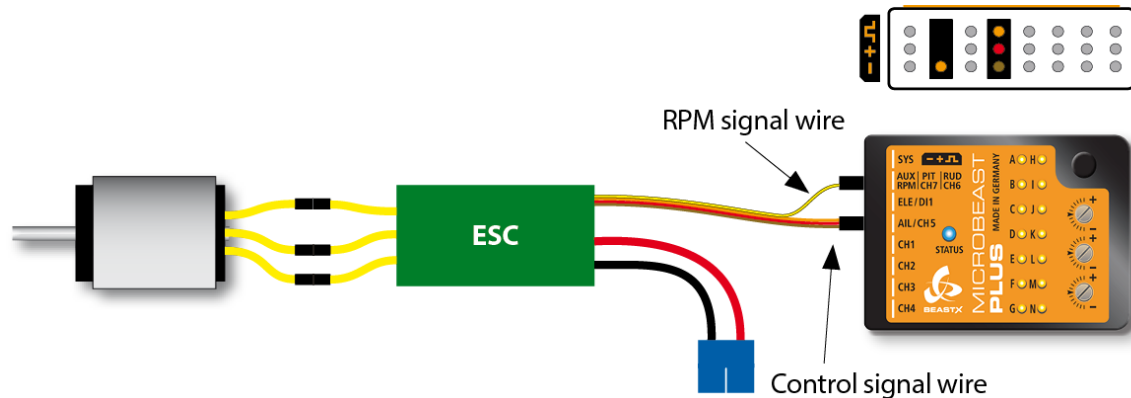 RPM signal wire
ESC
SYS - + 
AUX | PIT | RUD
RPM | CH7 | CH6
ELE/DI1
AIL/CH5
CH1
CH2
CH3
CH4
STATUS
BEASTX
MICROBEAST
PLUS
MADE IN GERMANY
A H
B I
C J
D K
E L
F M
G N
+
-
+
-
+
-
Control signal wire